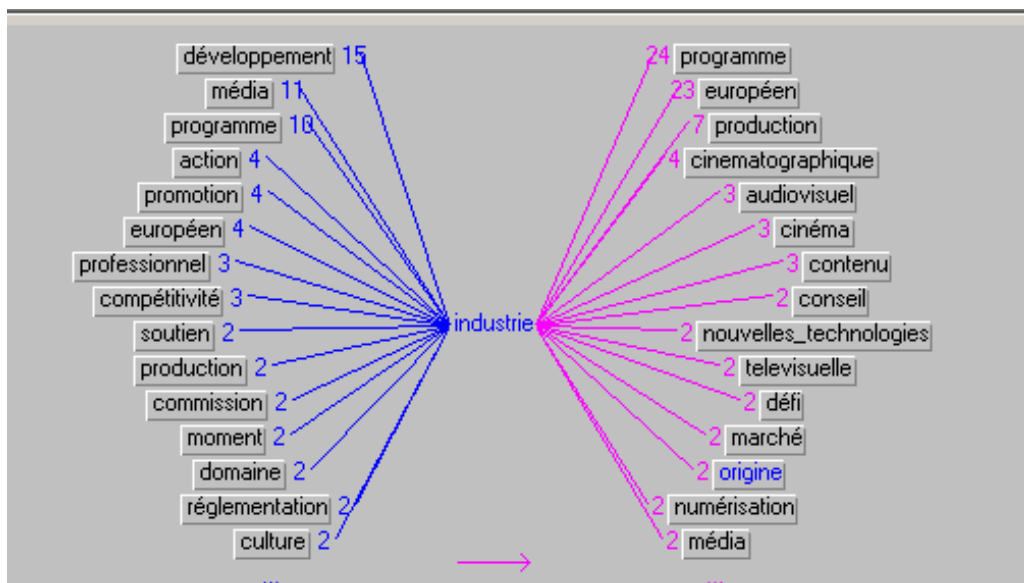 développement 15 24 programme
média 11 23 européen
programme 10 7 production
action 4 4 cinematographique
promotion 4 3 audiovisuel
européen 4 3 cinéma
professionnel 3 3 contenu
compétitivité 3 2 conseil
industrie
soutien 2 2 nouvelles_technologies
production 2 2 televisuelle
commission 2 2 défi
moment 2 2 marché
domaine 2 2 origine
réglementation 2 2 numérisation
culture 2 2 média
... ...